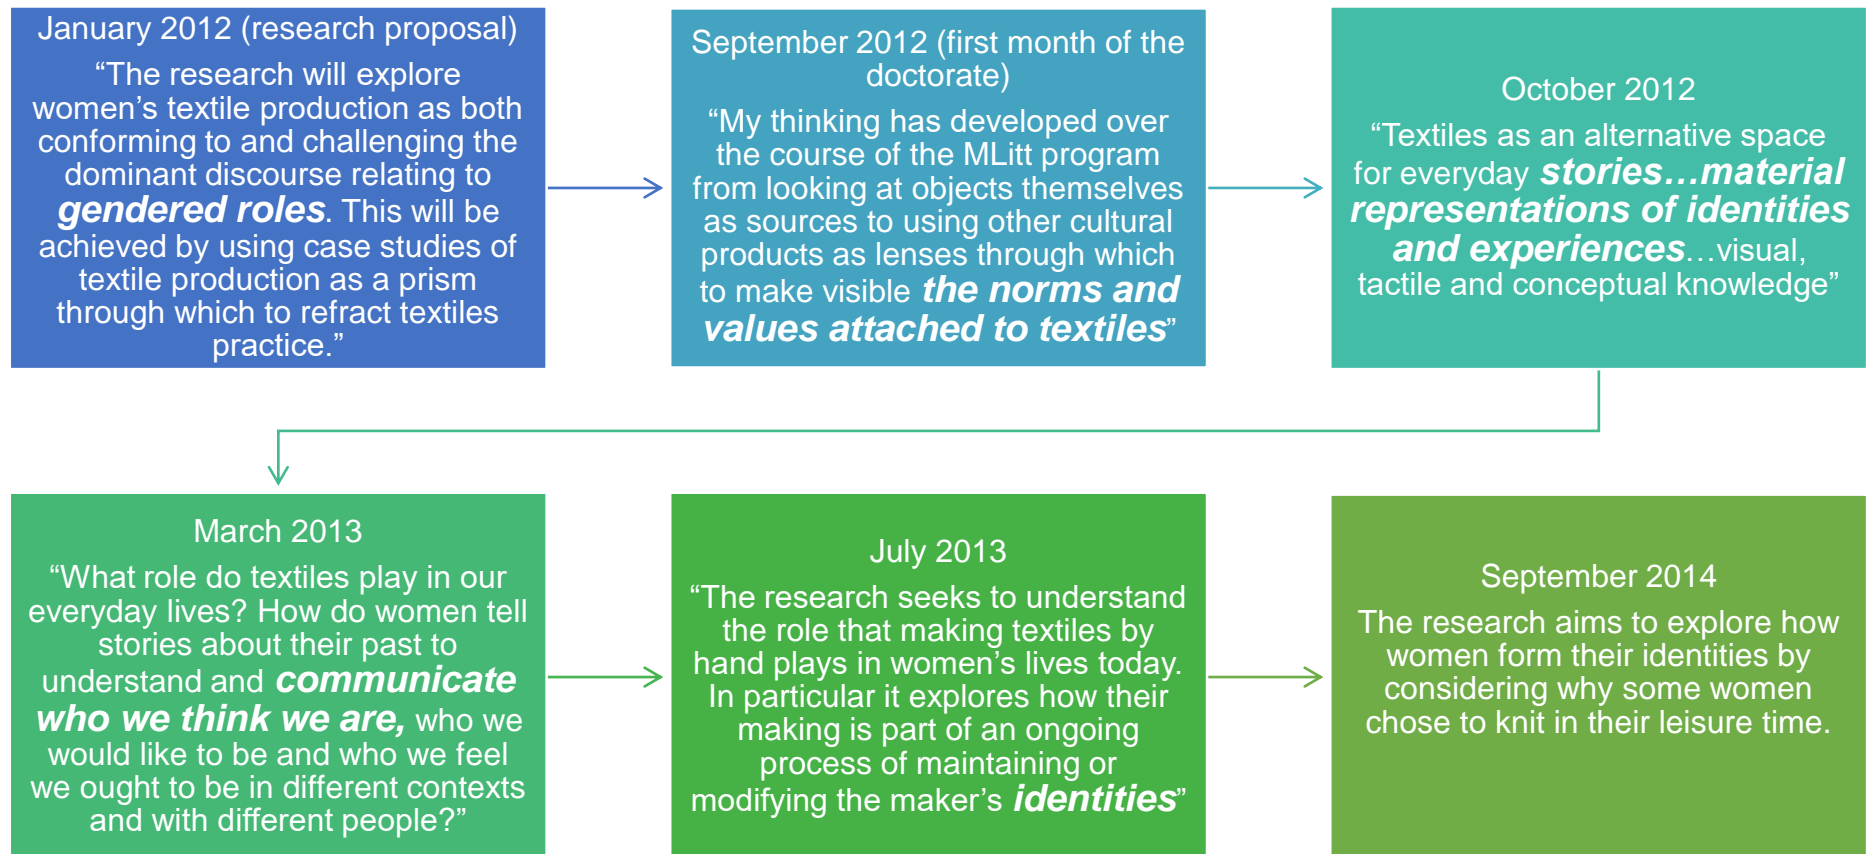 January 2012 (research proposal)
“The research will explore
women’s textile production as both
conforming to and challenging the
dominant discourse relating to
gendered roles. This will be
achieved by using case studies of
textile production as a prism
through which to refract textiles
practice.”
September 2012 (first month of the
doctorate)
“My thinking has developed over
the course of the MLitt program
from looking at objects themselves
as sources to using other cultural
products as lenses through which
to make visible the norms and
values attached to textiles”
October 2012
“Textiles as an alternative space
for everyday stories…material
representations of identities
and experiences…visual,
tactile and conceptual knowledge”
March 2013
“What role do textiles play in our
everyday lives? How do women tell
stories about their past to
understand and communicate
who we think we are, who we
would like to be and who we feel
we ought to be in different contexts
and with different people?”
July 2013
“The research seeks to understand
the role that making textiles by
hand plays in women’s lives today.
In particular it explores how their
making is part of an ongoing
process of maintaining or
modifying the maker’s identities”
September 2014
The research aims to explore how
women form their identities by
considering why some women
chose to knit in their leisure time.